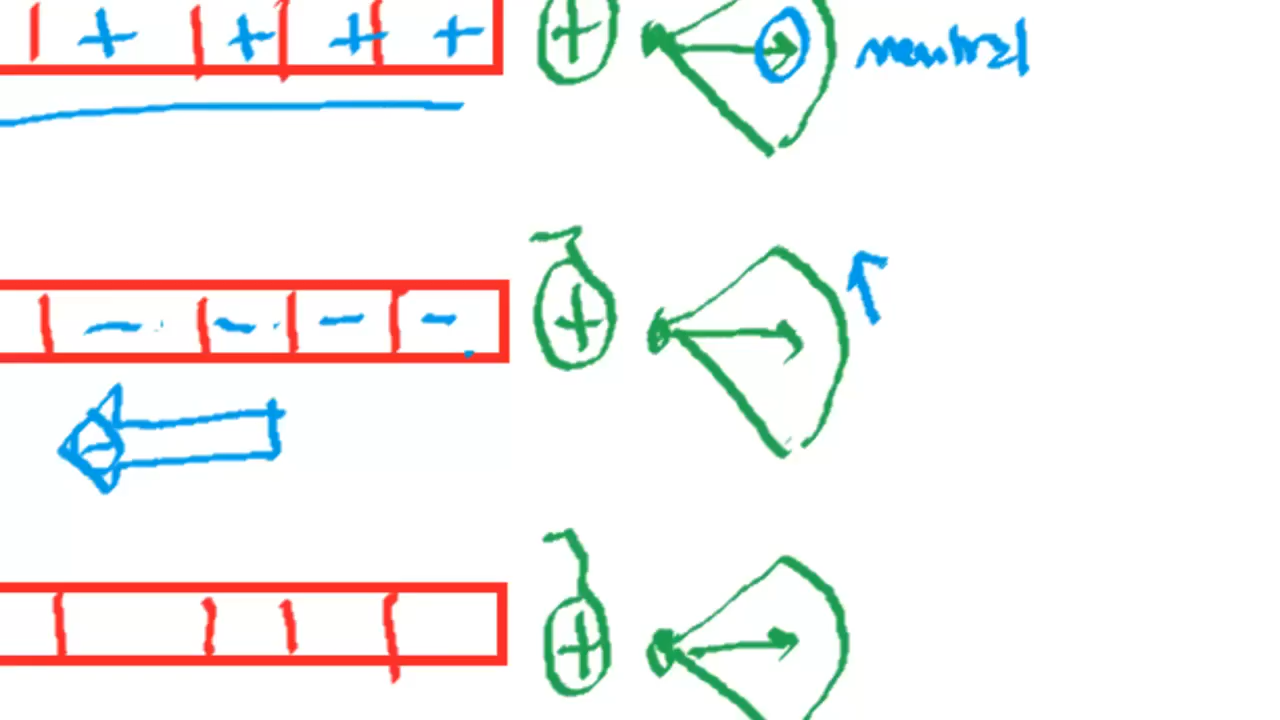 + + + + + neutral
- - - - +
- +